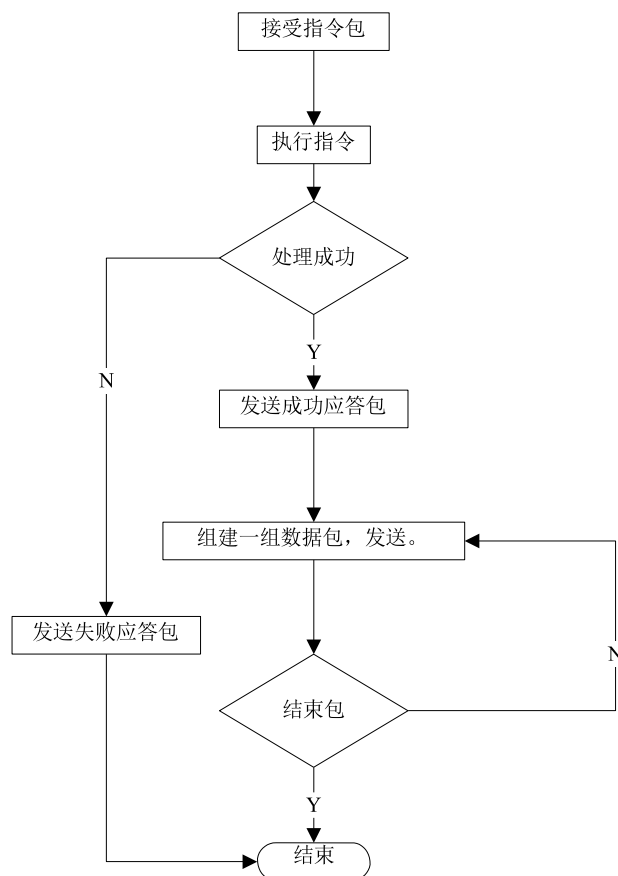 接受指令包
执行指令
处理成功
Y
N
发送成功应答包
组建一组数据包，发送。
发送失败应答包
N
结束包
Y
结束